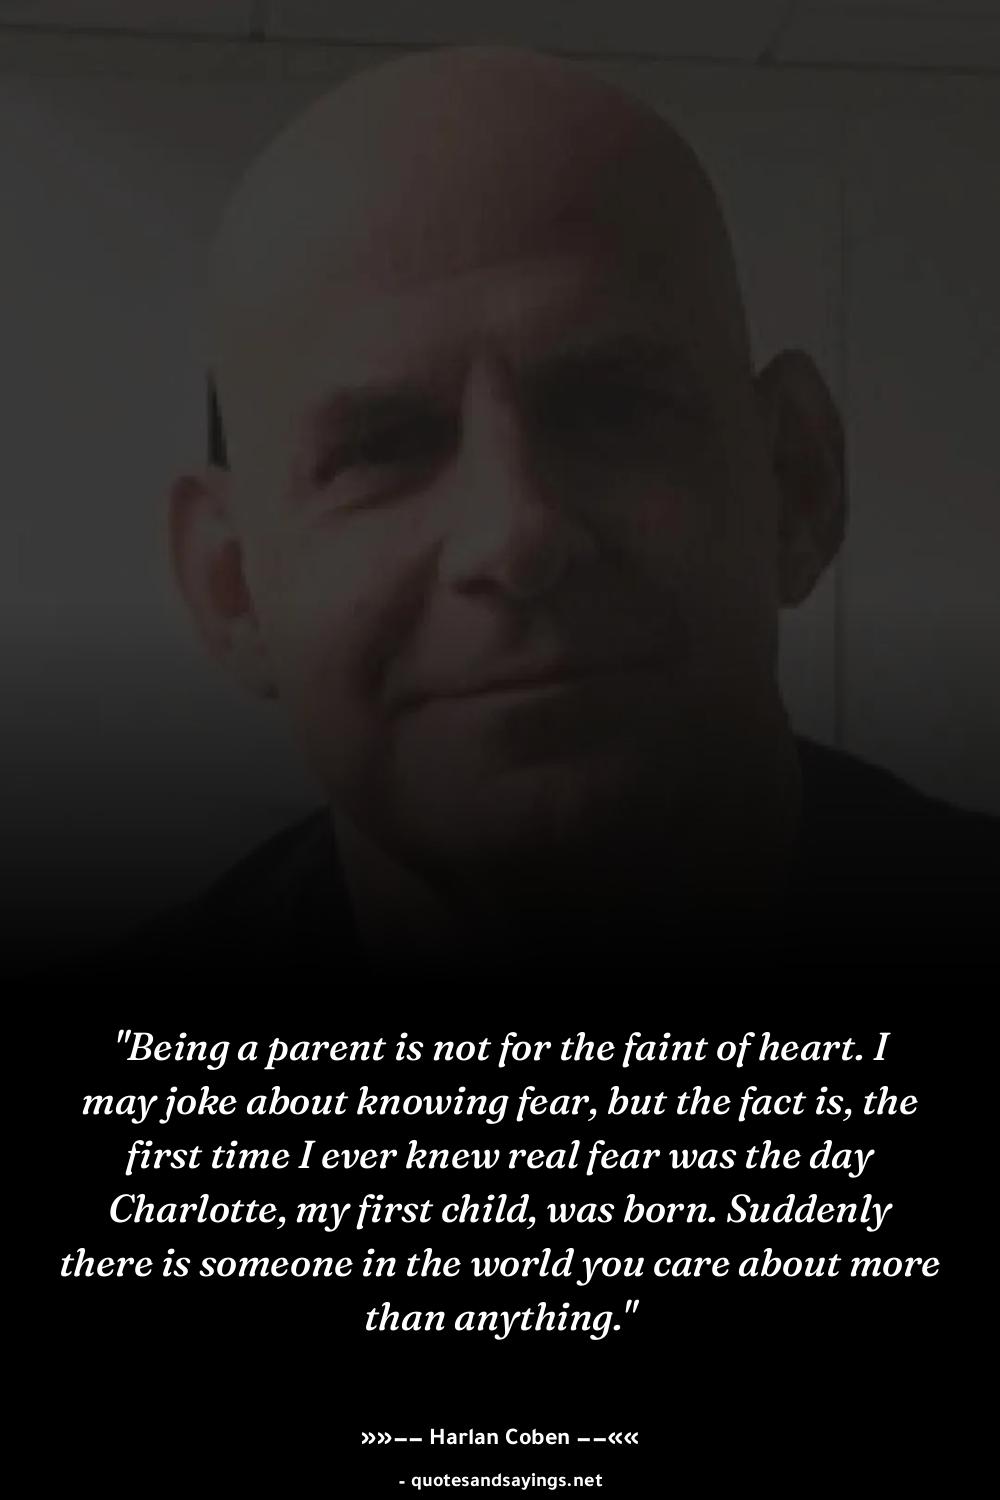 "Being a parent is not for the faint of heart. I
may joke about knowing fear, but the fact is, the
first time I ever knew real fear was the day
Charlotte, my first child, was born. Suddenly
there is someone in the world you care about more
than anything."
»»–– Harlan Coben ––««
- quotesandsayings.net